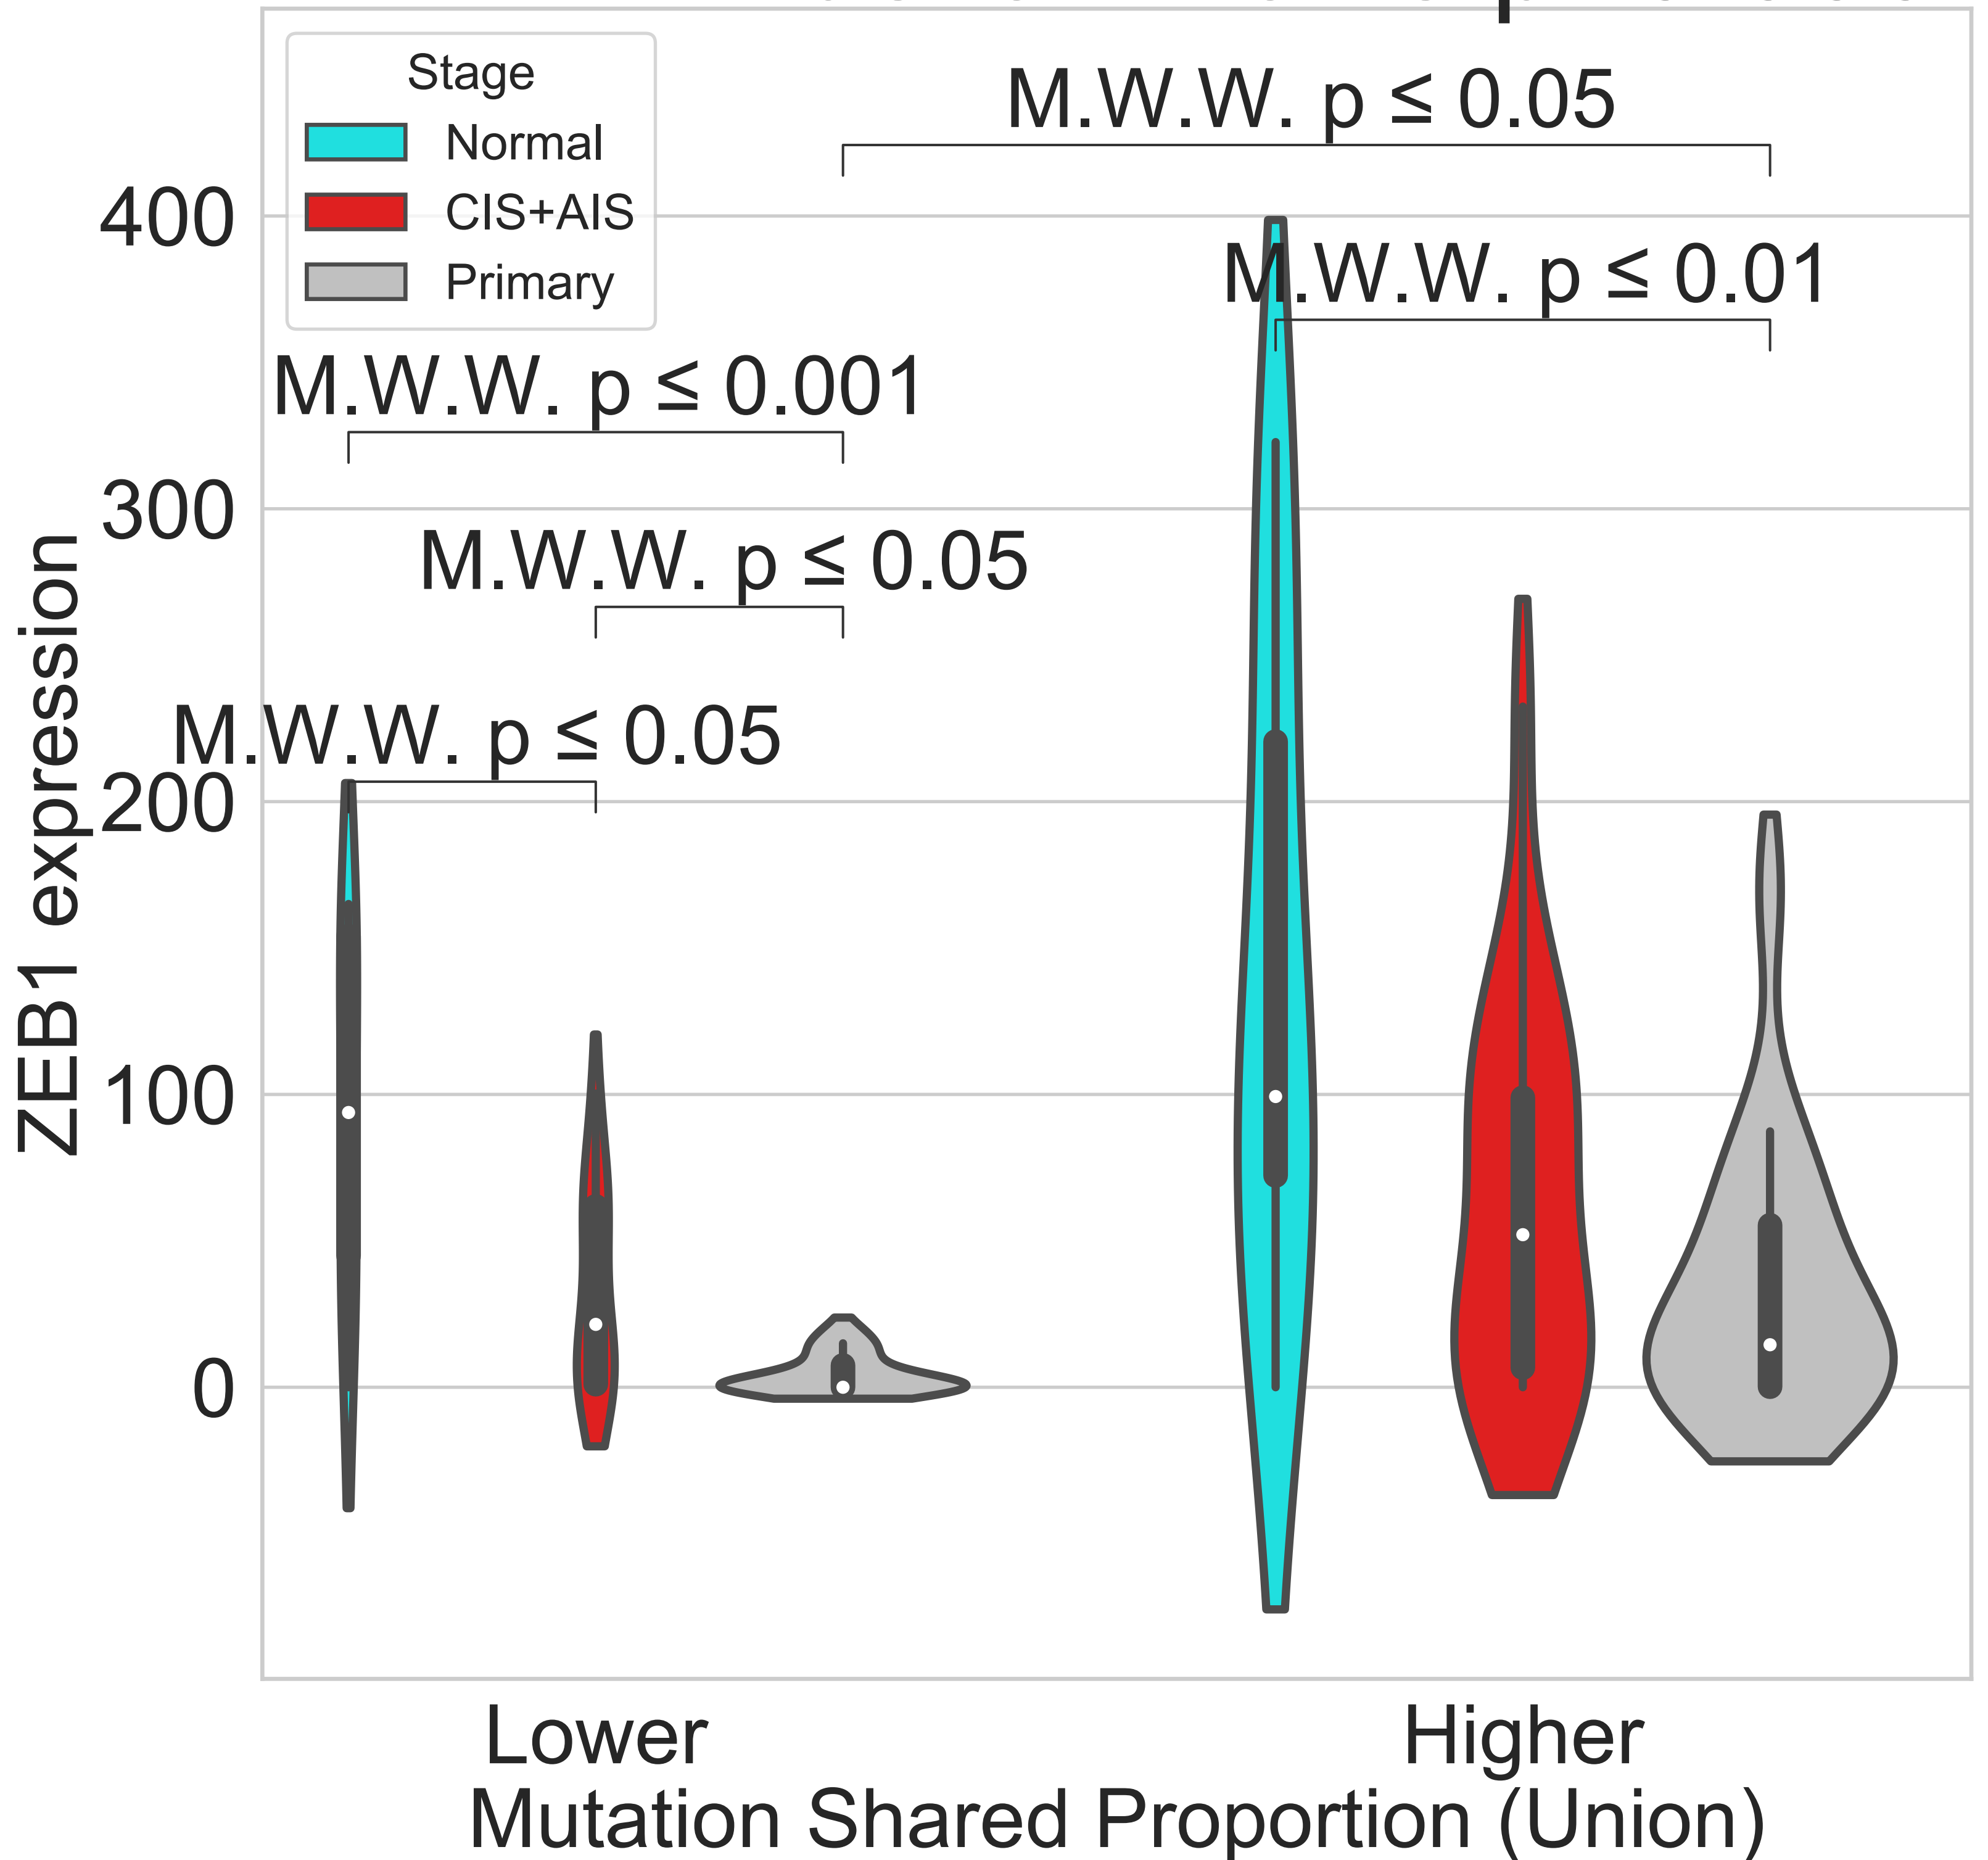 Stage
Normal
CIS+AIS
Primary
M.W.W. p ≤ 0.05
M.W.W. p ≤ 0.01
M.W.W. p ≤ 0.001
M.W.W. p ≤ 0.05
M.W.W. p ≤ 0.05
400
300
200
100
0
ZEB1 expression
Lower
Higher
Mutation Shared Proportion (Union)